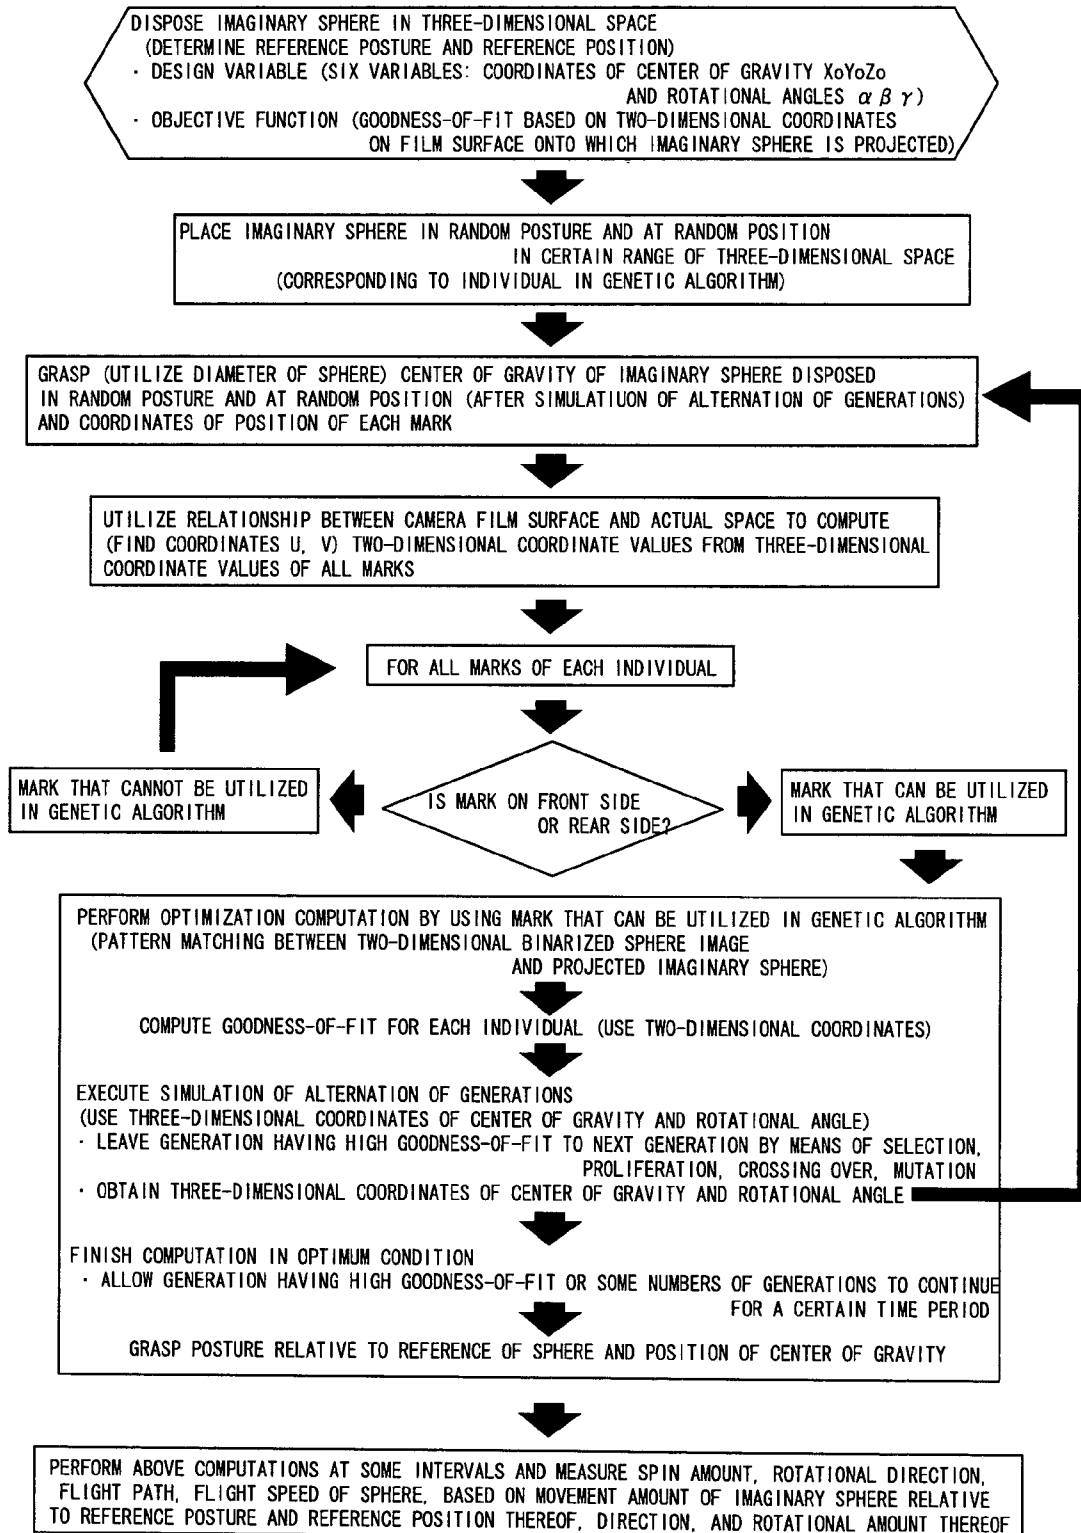 DISPOSE IMAGINARY SPHERE IN THREE-DIMENSIONAL SPACE
(DETERMINE REFERENCE POSTURE AND REFERENCE POSITION)
· DESIGN VARIABLE (SIX VARIABLES: COORDINATES OF CENTER OF GRAVITY XoYoZo
AND ROTATIONAL ANGLES α β γ)
· OBJECTIVE FUNCTION (GOODNESS-OF-FIT BASED ON TWO-DIMENSIONAL COORDINATES
ON FILM SURFACE ONTO WHICH IMAGINARY SPHERE IS PROJECTED)
PLACE IMAGINARY SPHERE IN RANDOM POSTURE AND AT RANDOM POSITION
IN CERTAIN RANGE OF THREE-DIMENSIONAL SPACE
(CORRESPONDING TO INDIVIDUAL IN GENETIC ALGORITHM)
GRASP (UTILIZE DIAMETER OF SPHERE) CENTER OF GRAVITY OF IMAGINARY SPHERE DISPOSED
IN RANDOM POSTURE AND AT RANDOM POSITION (AFTER SIMULATIUON OF ALTERNATION OF GENERATIONS)
AND COORDINATES OF POSITION OF EACH MARK
UTILIZE RELATIONSHIP BETWEEN CAMERA FILM SURFACE AND ACTUAL SPACE TO COMPUTE
(FIND COORDINATES U, V) TWO-DIMENSIONAL COORDINATE VALUES FROM THREE-DIMENSIONAL
COORDINATE VALUES OF ALL MARKS
FOR ALL MARKS OF EACH INDIVIDUAL
MARK THAT CANNOT BE UTILIZED
IN GENETIC ALGORITHM
IS MARK ON FRONT SIDE
OR REAR SIDE?
MARK THAT CAN BE UTILIZED
IN GENETIC ALGORITHM
PERFORM OPTIMIZATION COMPUTATION BY USING MARK THAT CAN BE UTILIZED IN GENETIC ALGORITHM
(PATTERN MATCHING BETWEEN TWO-DIMENSIONAL BINARIZED SPHERE IMAGE
AND PROJECTED IMAGINARY SPHERE)
COMPUTE GOODNESS-OF-FIT FOR EACH INDIVIDUAL (USE TWO-DIMENSIONAL COORDINATES)
EXECUTE SIMULATION OF ALTERNATION OF GENERATIONS
(USE THREE-DIMENSIONAL COORDINATES OF CENTER OF GRAVITY AND ROTATIONAL ANGLE)
· LEAVE GENERATION HAVING HIGH GOODNESS-OF-FIT TO NEXT GENERATION BY MEANS OF SELECTION,
PROLIFERATION, CROSSING OVER, MUTATION
· OBTAIN THREE-DIMENSIONAL COORDINATES OF CENTER OF GRAVITY AND ROTATIONAL ANGLE
FINISH COMPUTATION IN OPTIMUM CONDITION
· ALLOW GENERATION HAVING HIGH GOODNESS-OF-FIT OR SOME NUMBERS OF GENERATIONS TO CONTINUE
FOR A CERTAIN TIME PERIOD
GRASP POSTURE RELATIVE TO REFERENCE OF SPHERE AND POSITION OF CENTER OF GRAVITY
PERFORM ABOVE COMPUTATIONS AT SOME INTERVALS AND MEASURE SPIN AMOUNT, ROTATIONAL DIRECTION,
FLIGHT PATH, FLIGHT SPEED OF SPHERE, BASED ON MOVEMENT AMOUNT OF IMAGINARY SPHERE RELATIVE
TO REFERENCE POSTURE AND REFERENCE POSITION THEREOF, DIRECTION, AND ROTATIONAL AMOUNT THEREOF